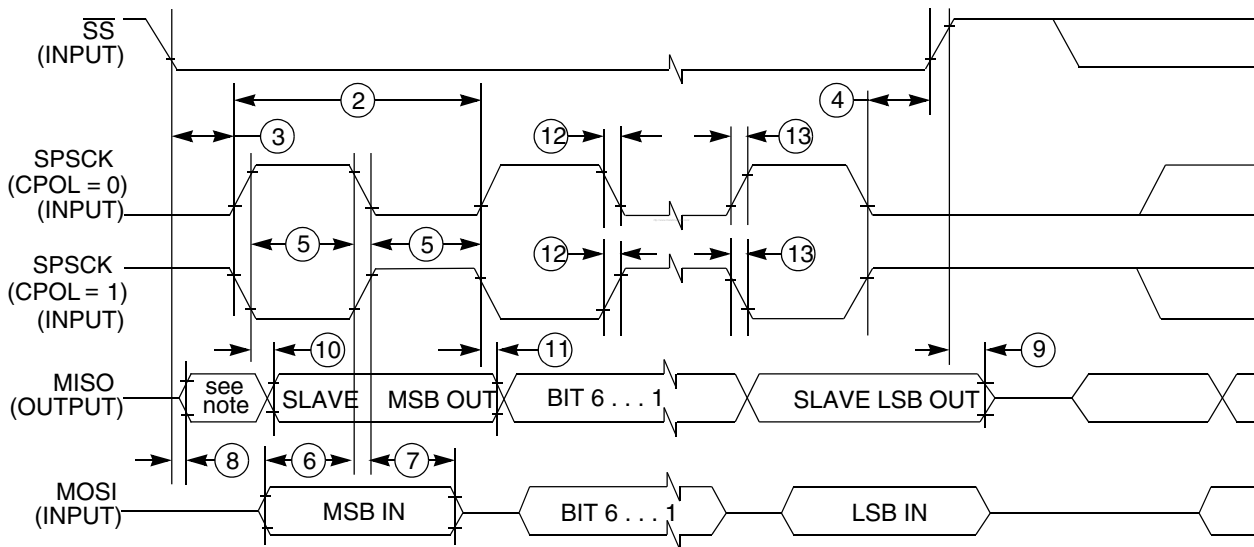 SS
(INPUT)
2
4
3
12
13
SPSCK
(CPOL = 0)
(INPUT)
5
5
12
13
SPSCK
(CPOL = 1)
(INPUT)
10
11
9
MISO
(OUTPUT)
see
note
SLAVE
MSB OUT
BIT 6 . . . 1
SLAVE LSB OUT
8
6
7
MOSI
(INPUT)
MSB IN
BIT 6 . . . 1
LSB IN